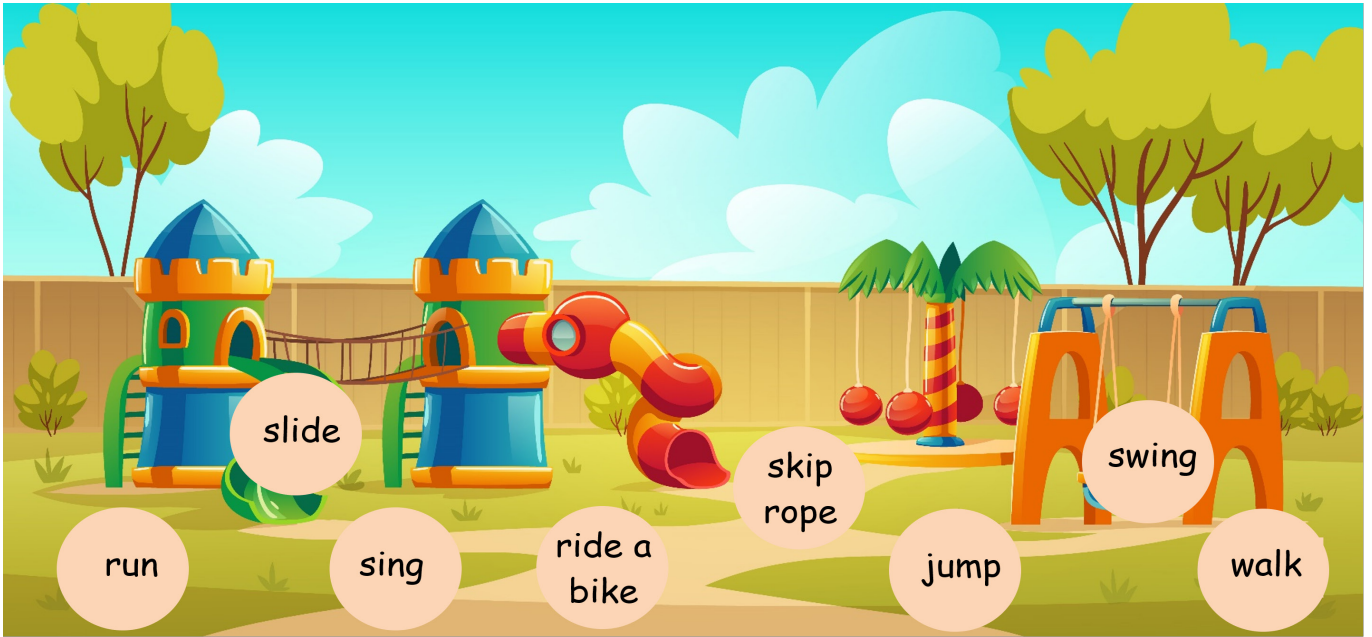 slide
swing
skip
rope
run
sing
ride a
bike
jump
walk